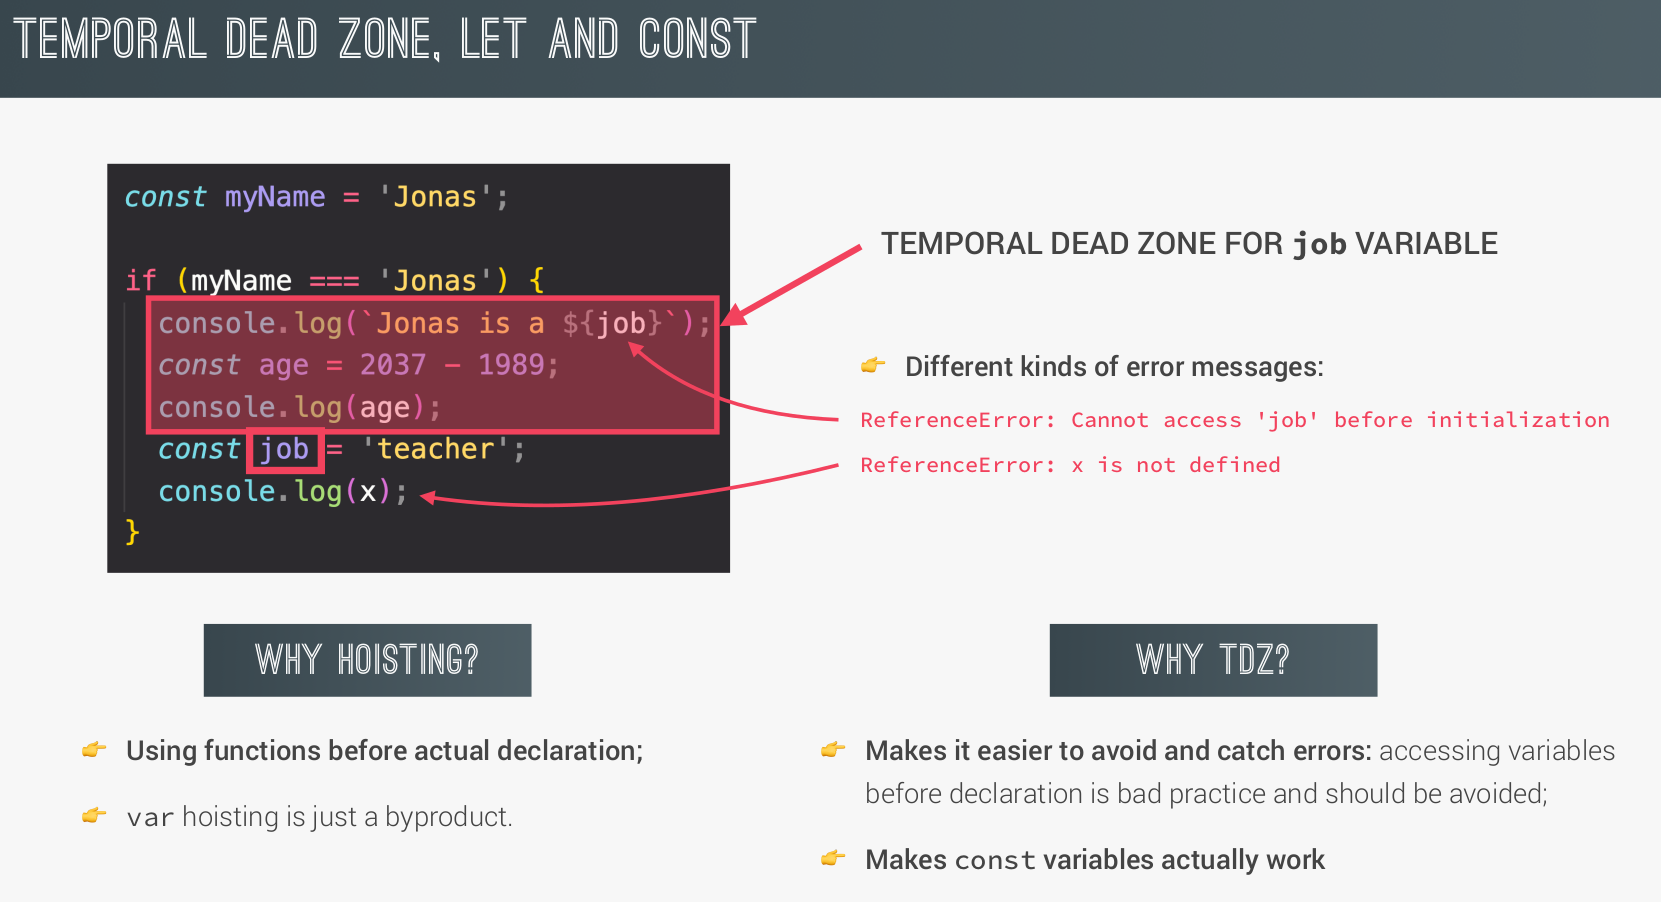 TEMPORAL DEAD ZONE, LET AND CONST
const myName = 'Jonas';
if (myName === 'Jonas') {
console.log(`Jonas is a ${job}`);
const age = 2037 - 1989;
console.log(age);
const job = 'teacher';
console.log(x);
}
TEMPORAL DEAD ZONE FOR job VARIABLE
👉 Different kinds of error messages:
ReferenceError: Cannot access 'job' before initialization
ReferenceError: x is not defined
WHY HOISTING?
👉 Using functions before actual declaration;
👉 var hoisting is just a byproduct.
WHY TDZ?
👉 Makes it easier to avoid and catch errors: accessing variables
before declaration is bad practice and should be avoided;
👉 Makes const variables actually work